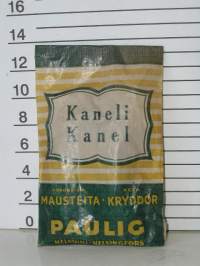 16
14
12
10
8
6
4
2
0
Kaneli
Kanel
MAUSTEITA · KRYDDOR
PAULIG
HELSINKI - HELSINGFORS